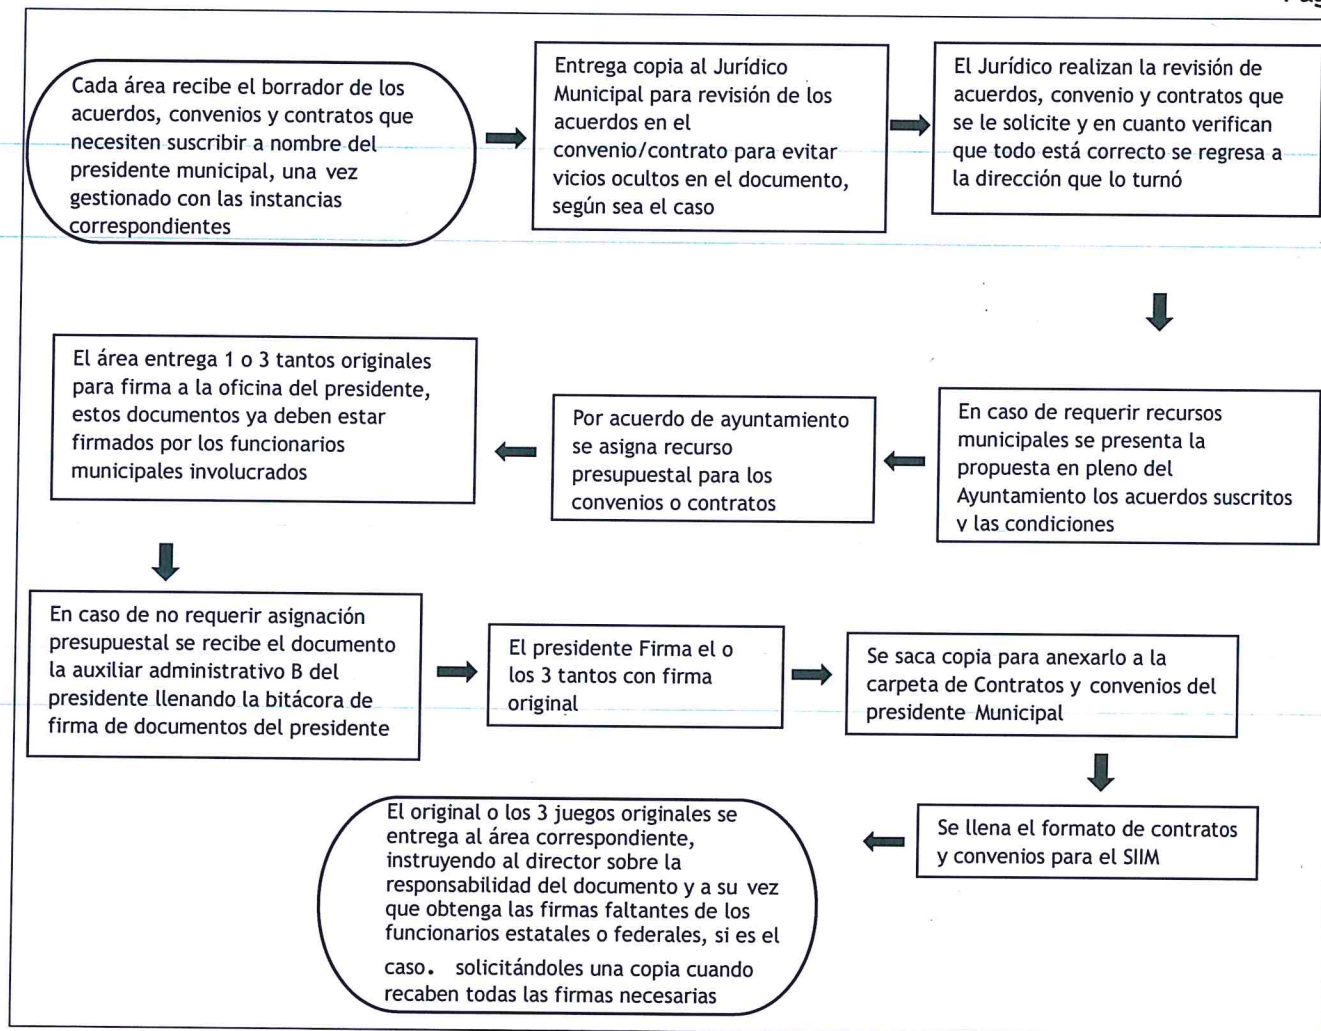 Cada área recibe el borrador de los
acuerdos, convenios y contratos que
necesiten suscribir a nombre del
presidente municipal, una vez
gestionado con las instancias
correspondientes
Entrega copia al Jurídico
Municipal para revisión de los
acuerdos en el
convenio/contrato para evitar
vicios ocultos en el documento,
según sea el caso
El Jurídico realizan la revisión de
acuerdos, convenio y contratos que
se le solicite y en cuanto verifican
que todo está correcto se regresa a
la dirección que lo turnó
En caso de requerir recursos
municipales se presenta la
propuesta en pleno del
Ayuntamiento los acuerdos suscritos
y las condiciones
Por acuerdo de ayuntamiento
se asigna recurso
presupuestal para los
convenios o contratos
El área entrega 1 o 3 tantos originales
para firma a la oficina del presidente,
estos documentos ya deben estar
firmados por los funcionarios
municipales involucrados
En caso de no requerir asignación
presupuestal se recibe el documento
la auxiliar administrativo B del
presidente llenando la bitácora de
firma de documentos del presidente
El presidente Firma el o
los 3 tantos con firma
original
Se saca copia para anexarlo a la
carpeta de Contratos y convenios del
presidente Municipal
Se llena el formato de contratos
y convenios para el SIIM
El original o los 3 juegos originales se
entrega al área correspondiente,
instruyendo al director sobre la
responsabilidad del documento y a su vez
que obtenga las firmas faltantes de los
funcionarios estatales o federales, si es el
caso. solicitándoles una copia cuando
recaben todas las firmas necesarias